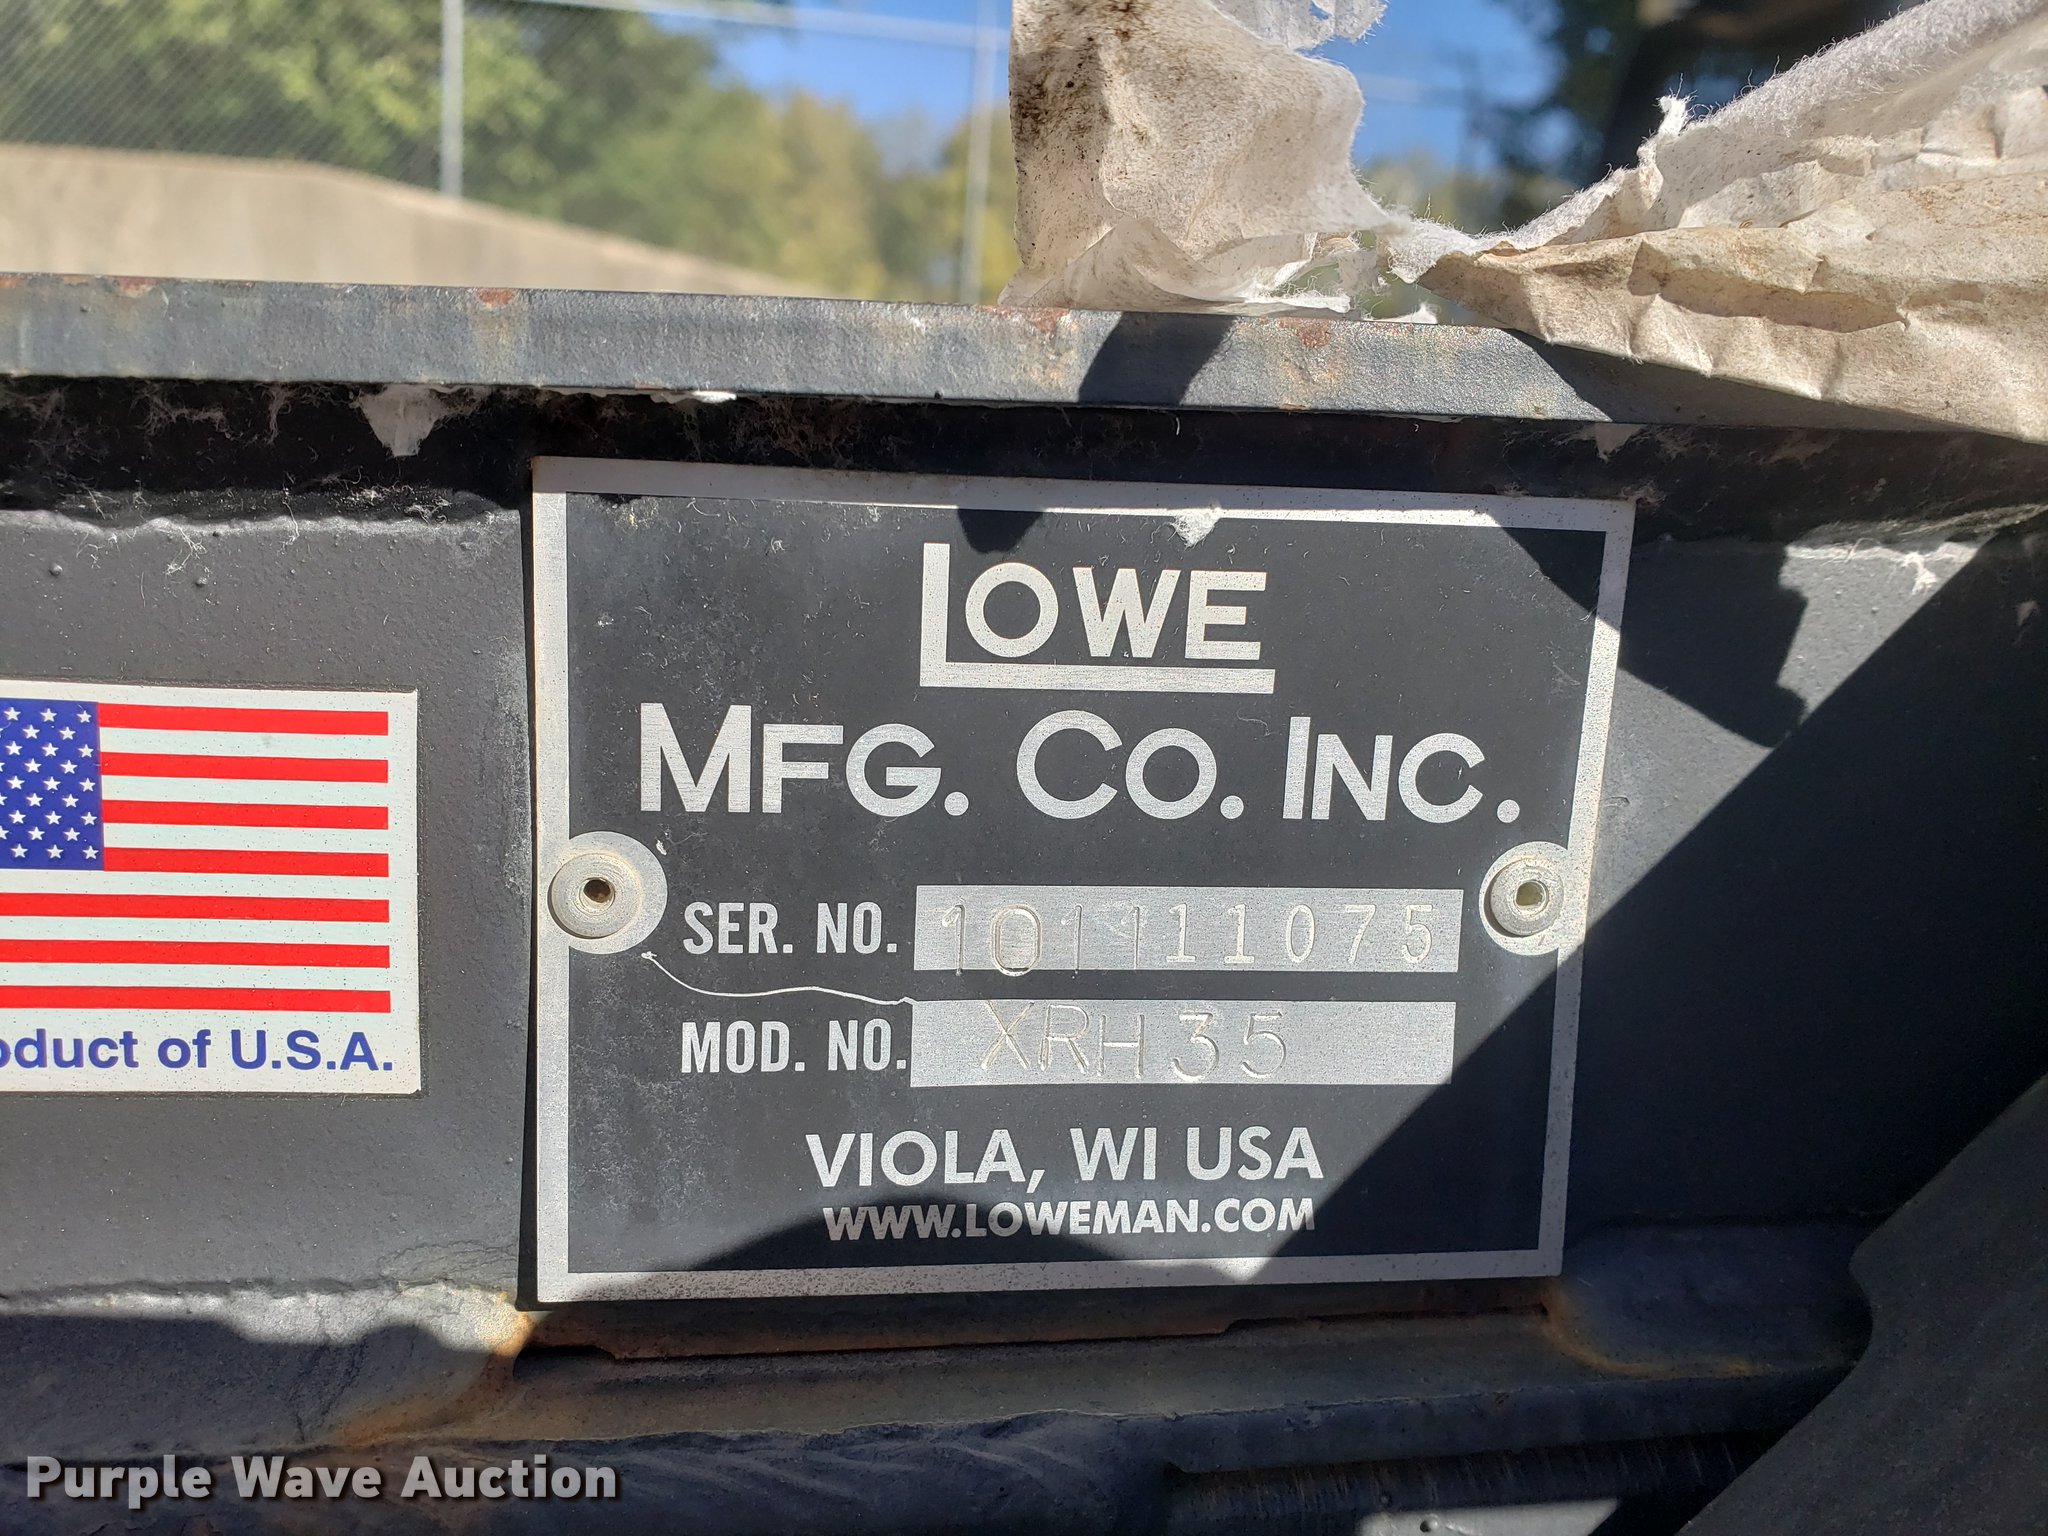 LOWE
MFG. CO. INC.
SER. NO. 101111075
MOD. NO. XRH35
VIOLA, WI USA
WWW.LOWEMAN.COM
oduct of U.S.A.
Purple Wave Auction